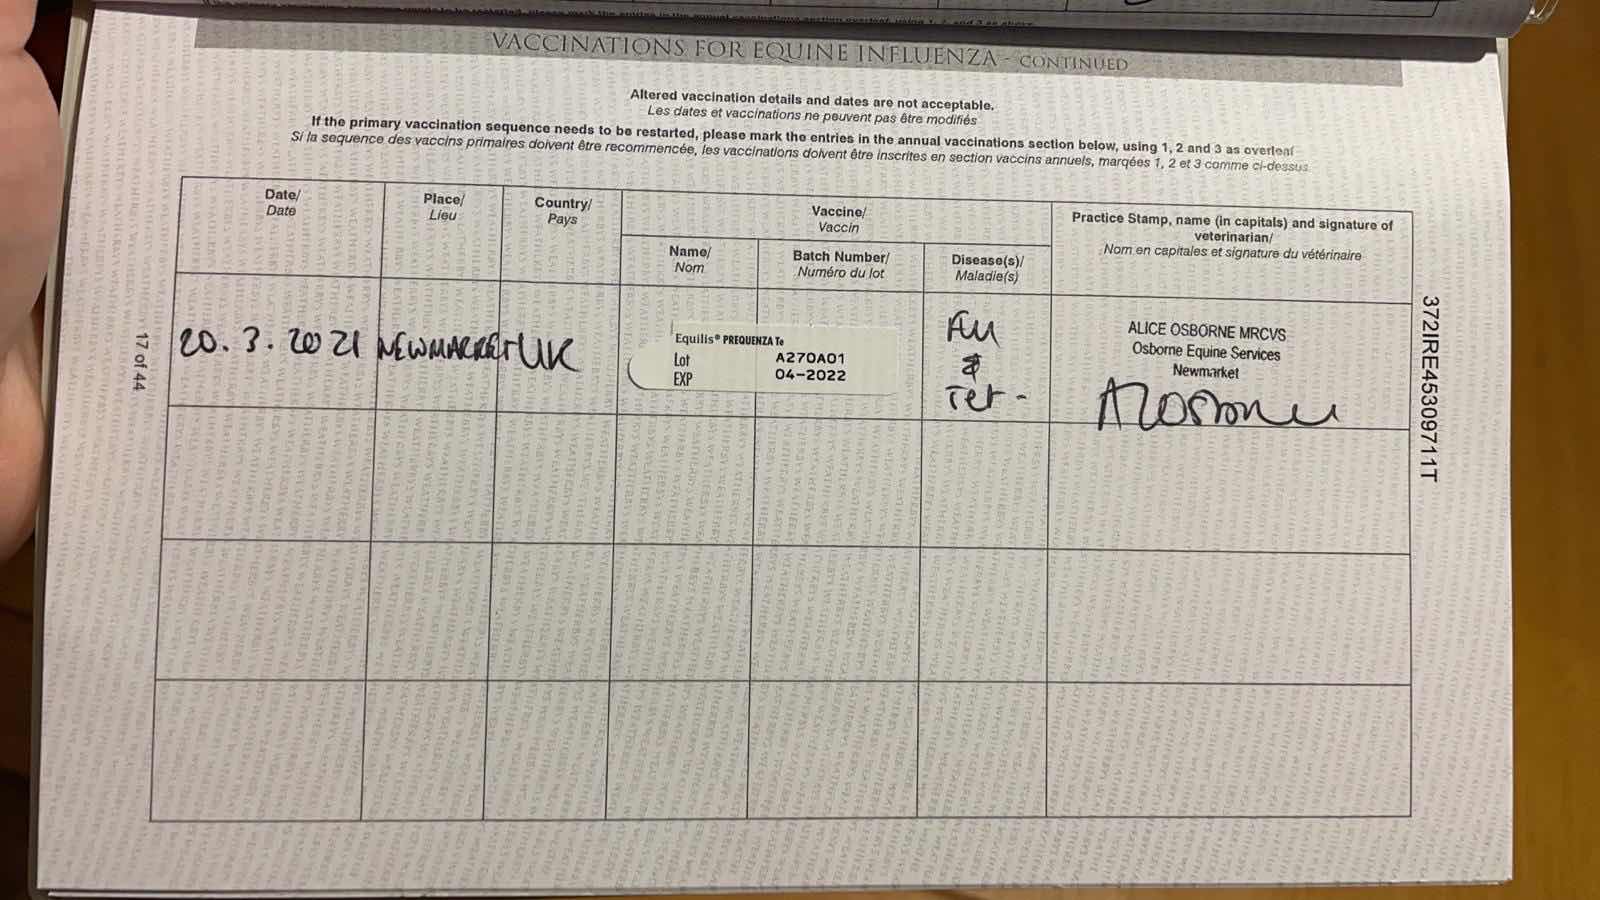 VACCINATIONS FOR EQUINE INFLUENZA - CONTINUED
Altered vaccination details and dates are not acceptable.
Les dates et vaccinations ne peuvent pas être modifiés
If the primary vaccination sequence needs to be restarted, please mark the entries in the annual vaccinations section below, using 1, 2 and 3 as overleaf
Si la sequence des vaccins primaires doivent être recommencée, les vaccinations doivent être inscrites en section vaccins annuels, marquées 1, 2 et 3 comme ci-dessus.
Date/
Date
Place/
Lieu
Country/
Pays
Vaccine/
Vaccin
Name/
Nom
Batch Number/
Numéro du lot
Disease(s)/
Maladie(s)
Practice Stamp, name (in capitals) and signature of
veterinarian/
Nom en capitales et signature du vétérinaire
20.3.2021 NEWMARKET UK
Equilis® PREQUENZA Te
Lot A270A01
EXP 04-2022
Flu
&
Tet -
ALICE OSBORNE MRCVS
Osborne Equine Services
Newmarket
A Osborne
17 of 44
372IRE45309711T